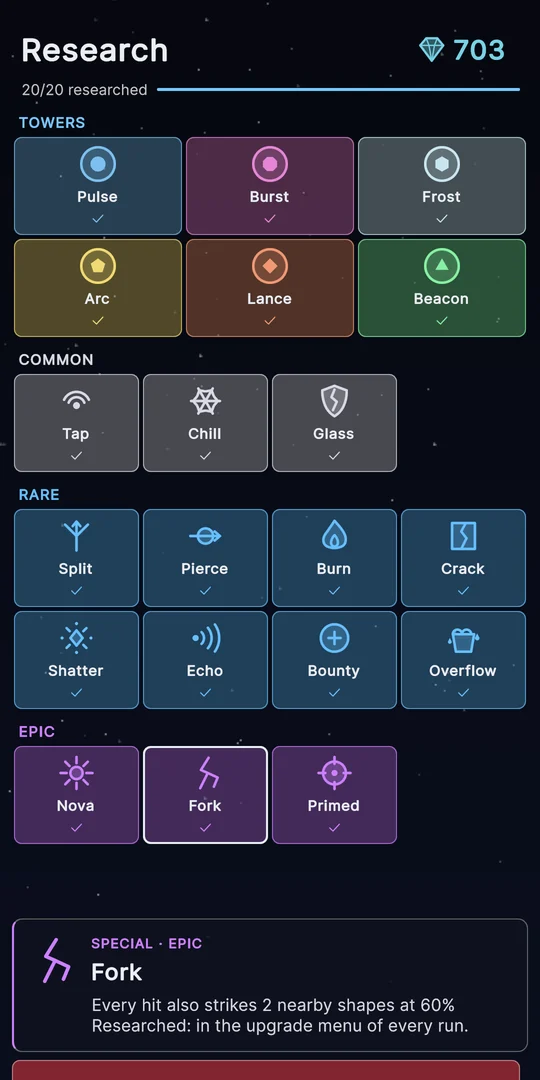 Research
703
20/20 researched
TOWERS
Pulse
Burst
Frost
Arc
Lance
Beacon
COMMON
Tap
Chill
Glass
RARE
Split
Pierce
Burn
Crack
Shatter
Echo
Bounty
Overflow
EPIC
Nova
Fork
Primed
SPECIAL · EPIC
Fork
Every hit also strikes 2 nearby shapes at 60%
Researched: in the upgrade menu of every run.